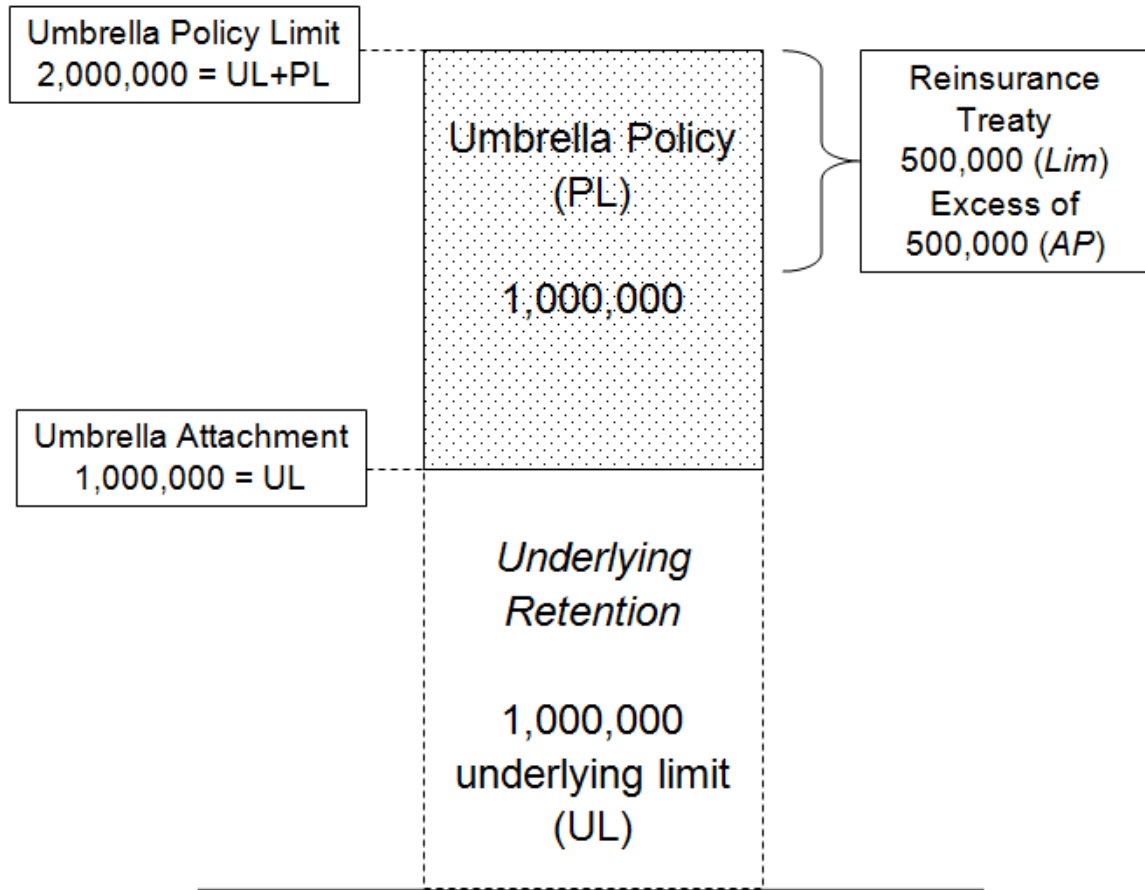 Umbrella Policy Limit
2,000,000 = UL+PL
Umbrella Policy
(PL)
1,000,000
Reinsurance
Treaty
500,000 (Lim)
Excess of
500,000 (AP)
Umbrella Attachment
1,000,000 = UL
Underlying
Retention
1,000,000
underlying limit
(UL)